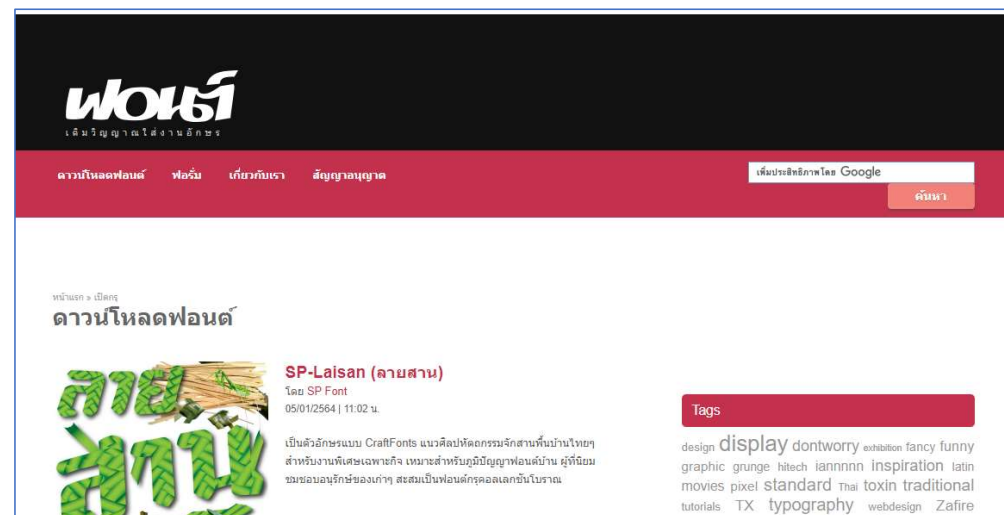 ฟอนต์
เติมวิญญาณใส่งานอักษร
ดาวน์โหลดฟอนต์ ฟอรั่ม เกี่ยวกับเรา สัญญาอนุญาต
เพิ่มประสิทธิภาพโดย Google
ค้นหา
หน้าแรก » เปิดกรุ
ดาวน์โหลดฟอนต์
ลาย
สาน
SP-Laisan (ลายสาน)
โดย SP Font
05/01/2564 | 11:02 น.
เป็นตัวอักษรแบบ CraftFonts แนวศิลปหัตถกรรมจักสานพื้นบ้านไทยๆ
สำหรับงานพิเศษเฉพาะกิจ เหมาะสำหรับภูมิปัญญาฟอนต์บ้าน ผู้ที่นิยม
ชมชอบอนุรักษ์ของเก่าๆ สะสมเป็นฟอนต์กรุคอลเลกชันโบราณ
Tags
design display dontworry exhibition fancy funny
graphic grunge hitech iannnnn inspiration latin
movies pixel standard Thai toxin traditional
tutorials TX typography webdesign Zafire